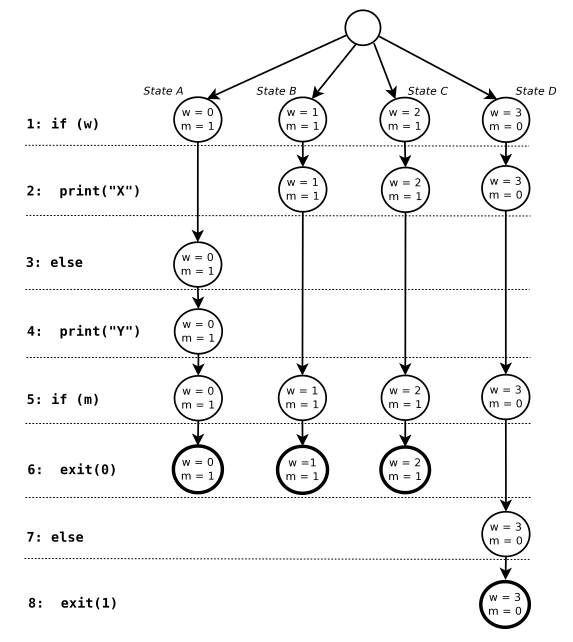 State A State B State C State D
1: if (w)
w = 0 w = 1 w = 2 w = 3
m = 1 m = 1 m = 1 m = 0
2: print("X")
w = 1 w = 2 w = 3
m = 1 m = 1 m = 0
3: else
w = 0
m = 1
4: print("Y")
w = 0
m = 1
5: if (m)
w = 0 w = 1 w = 2 w = 3
m = 1 m = 1 m = 1 m = 0
6: exit(0)
w = 0 w =1 w = 2
m = 1 m = 1 m = 1
7: else
w = 3
m = 0
8: exit(1)
w = 3
m = 0